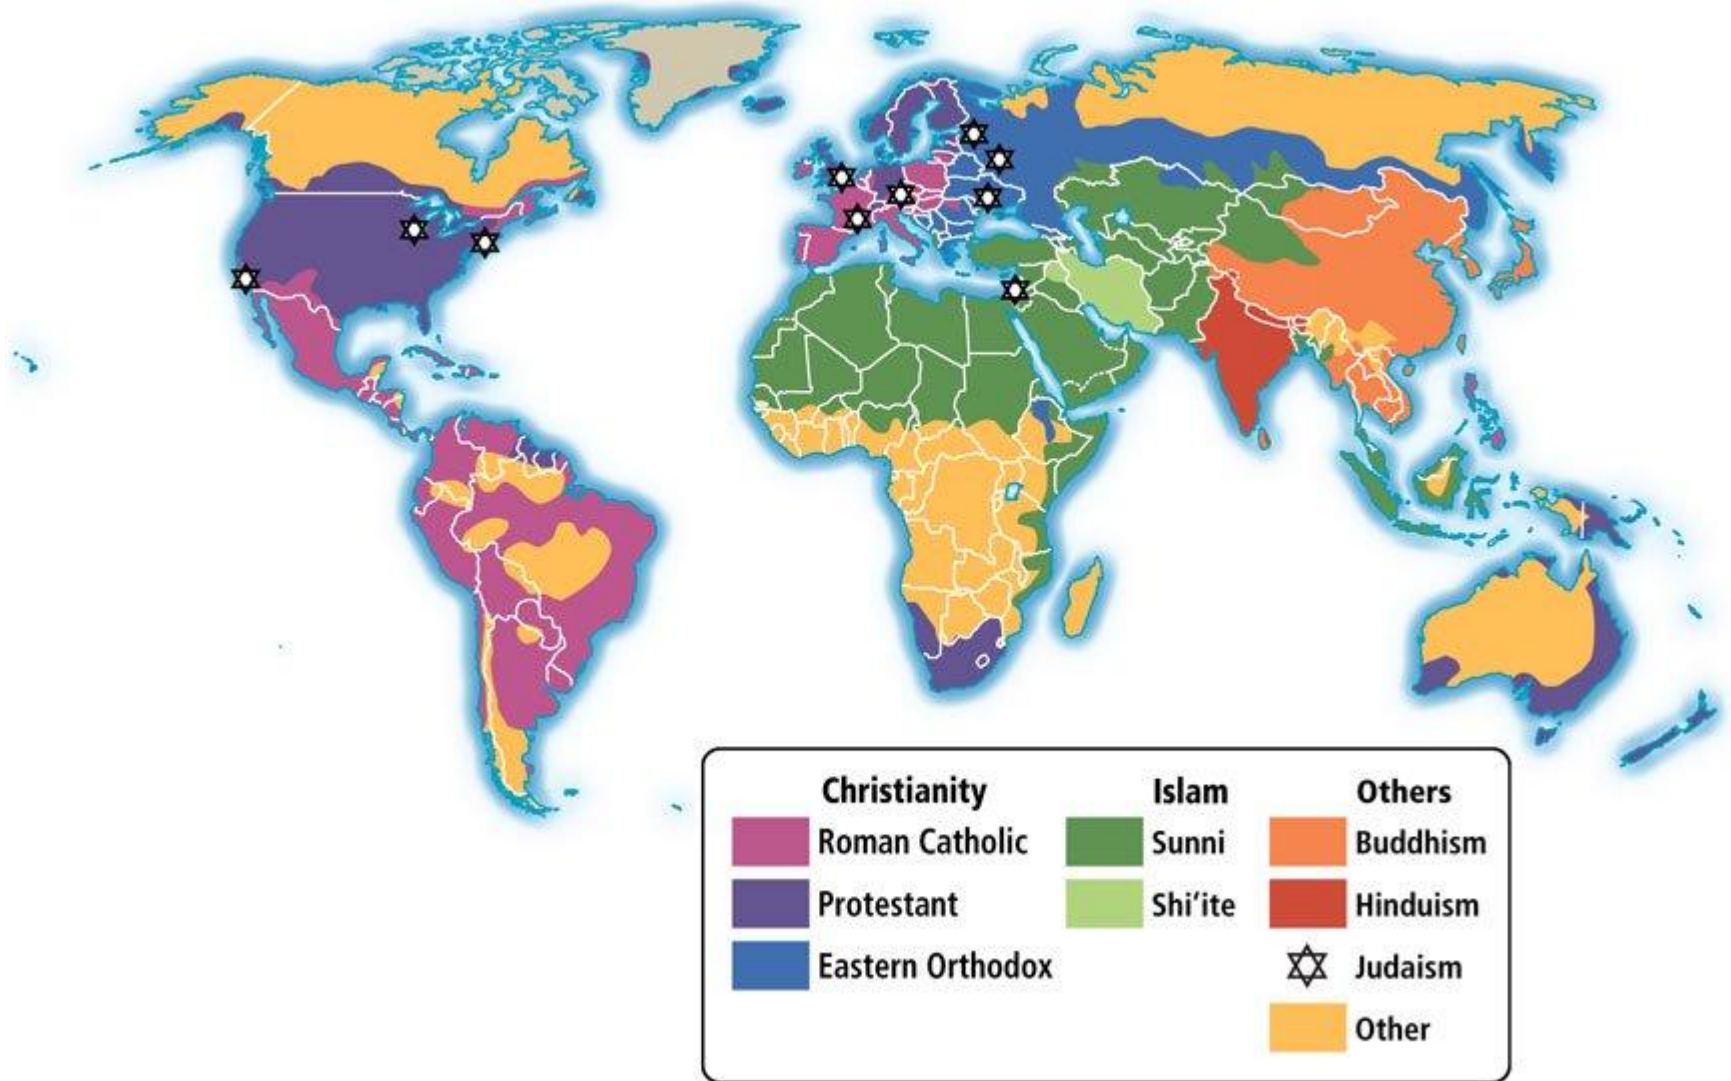 Christianity
Roman Catholic
Protestant
Eastern Orthodox
Islam
Sunni
Shi'ite
Others
Buddhism
Hinduism
Judaism
Other